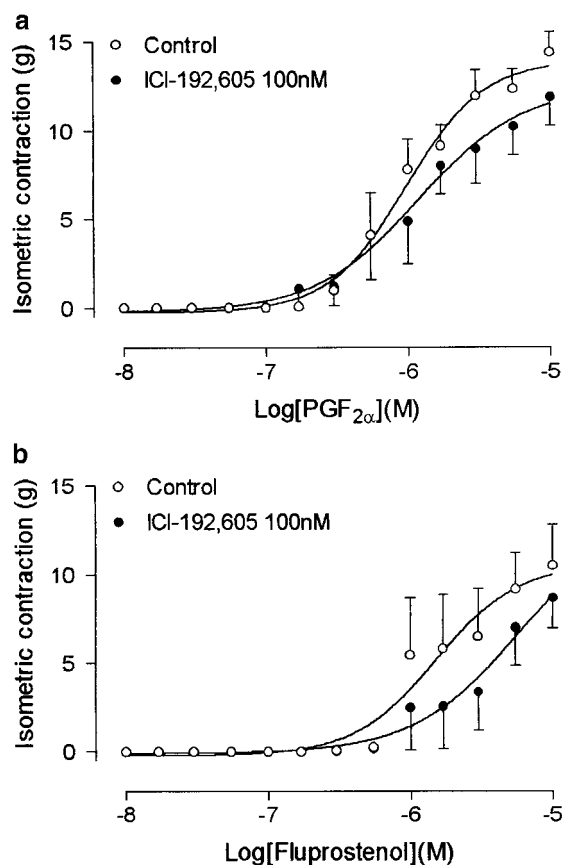 a
Control
ICI-192,605 100nM
Isometric contraction (g)
15
10
5
0
-8
-7
-6
-5
Log[PGF2α](M)
b
Control
ICI-192,605 100nM
Isometric contraction (g)
15
10
5
0
-8
-7
-6
-5
Log[Fluprostenol](M)